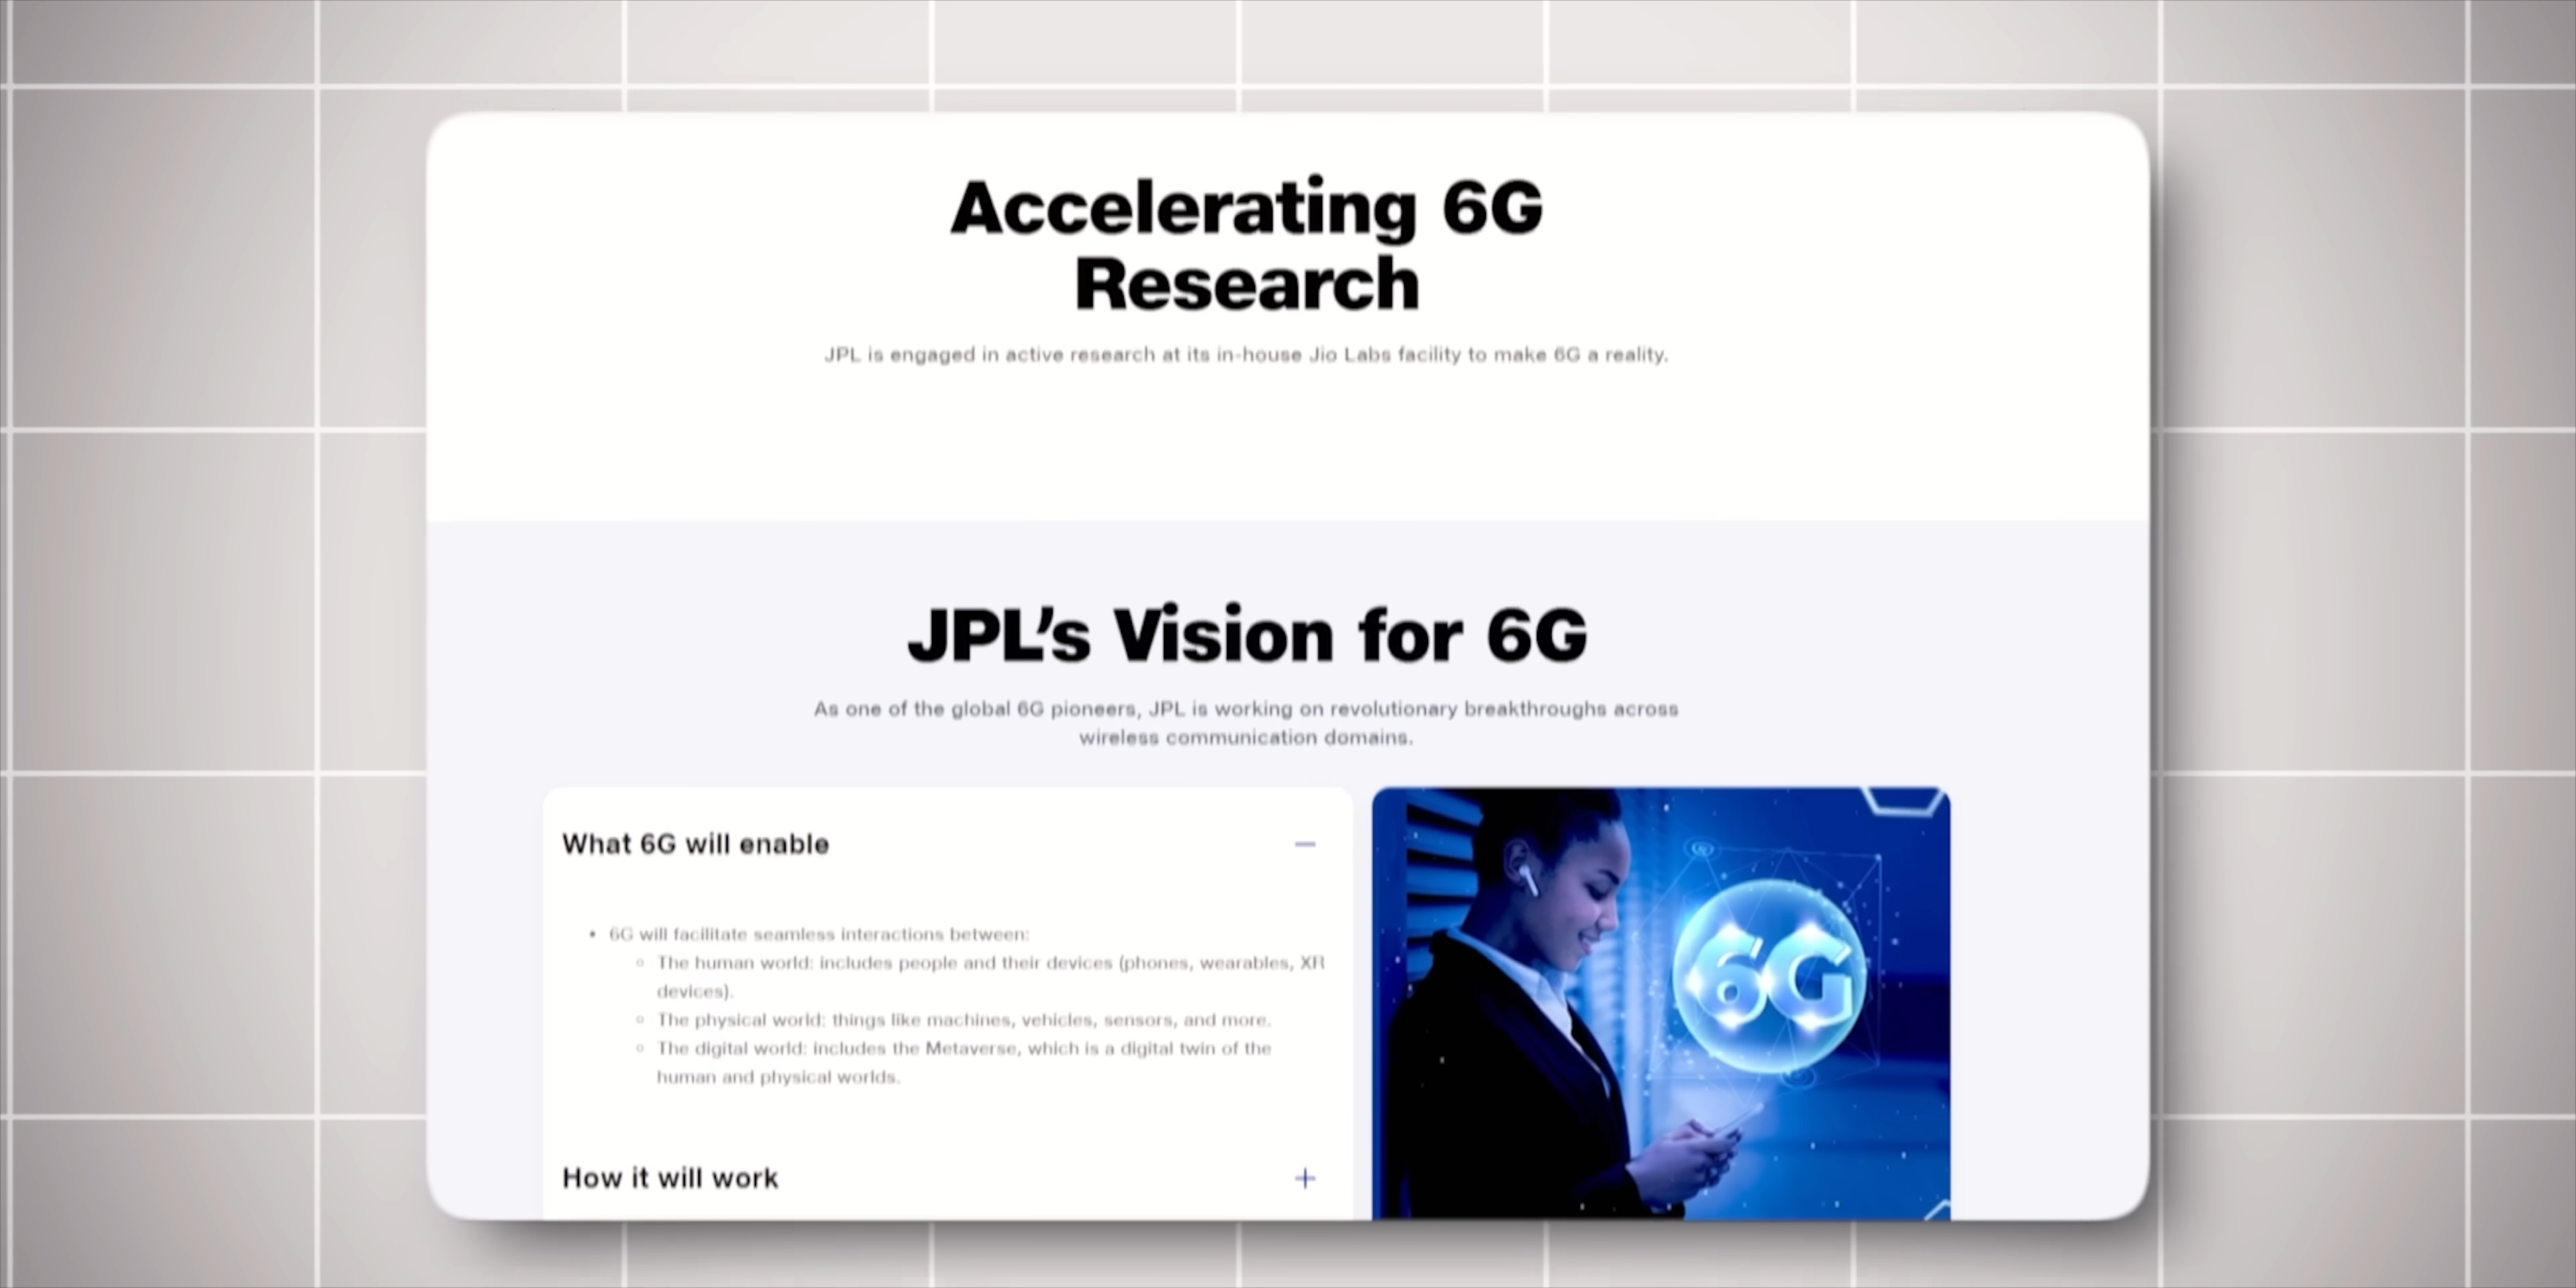 Accelerating 6G
Research
JPL is engaged in active research at its in-house Jio Labs facility to make 6G a reality.
JPL’s Vision for 6G
As one of the global 6G pioneers, JPL is working on revolutionary breakthroughs across
wireless communication domains.
What 6G will enable
• 6G will facilitate seamless interactions between:
○ The human world: includes people and their devices (phones, wearables, XR
devices).
○ The physical world: things like machines, vehicles, sensors, and more.
○ The digital world: includes the Metaverse, which is a digital twin of the
human and physical worlds.
How it will work
6G